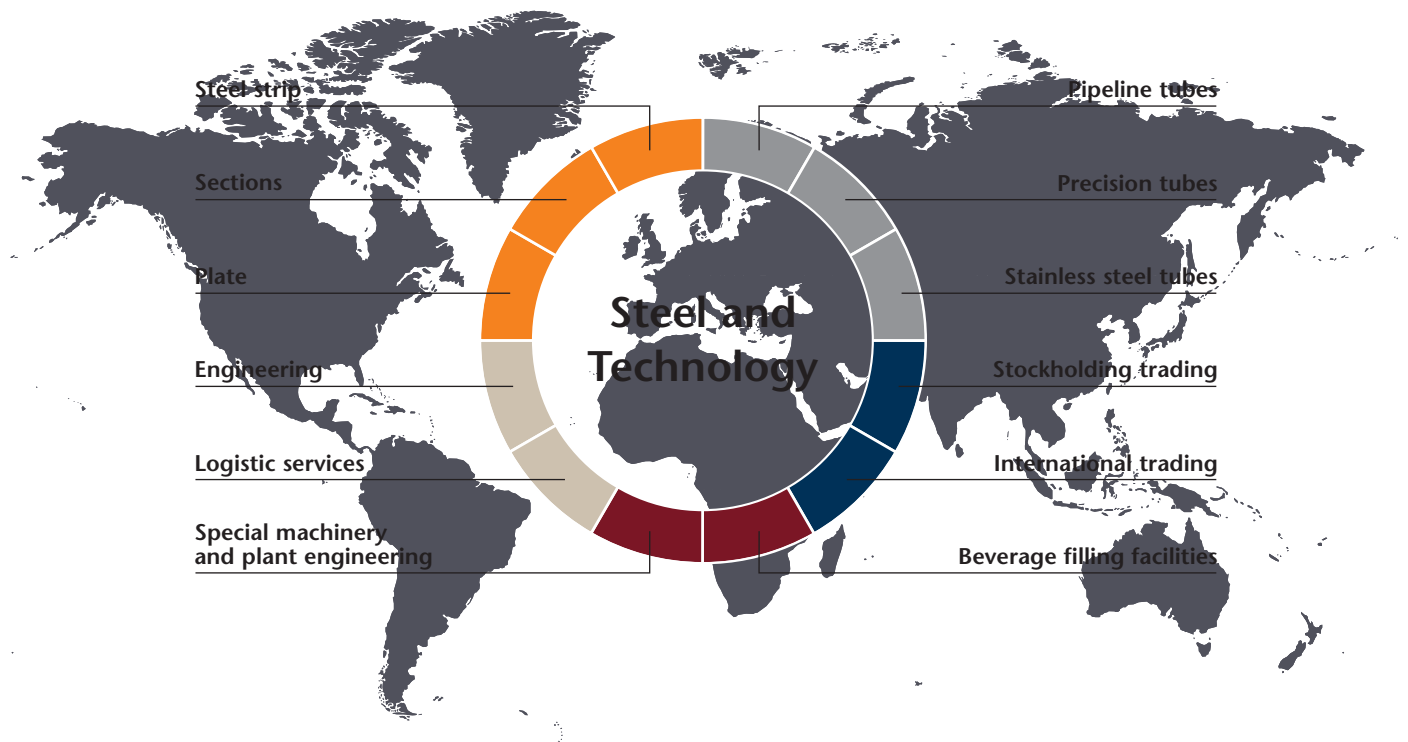 Steel strip
Pipeline tubes
Sections
Precision tubes
Plate
Stainless steel tubes
Steel and
Technology
Engineering
Stockholding trading
Logistic services
International trading
Special machinery
and plant engineering
Beverage filling facilities